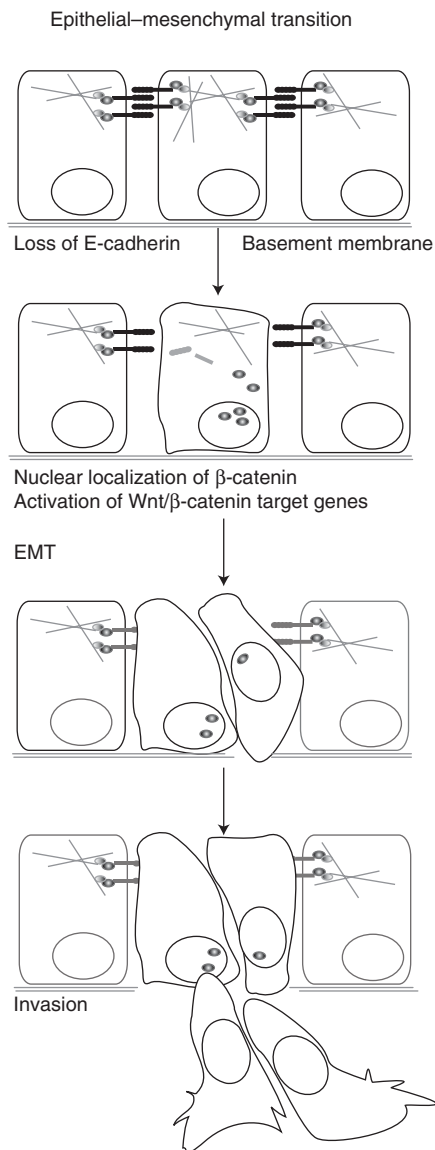 Epithelial–mesenchymal transition
Loss of E-cadherin
Basement membrane
Nuclear localization of β-catenin
Activation of Wnt/β-catenin target genes
EMT
Invasion